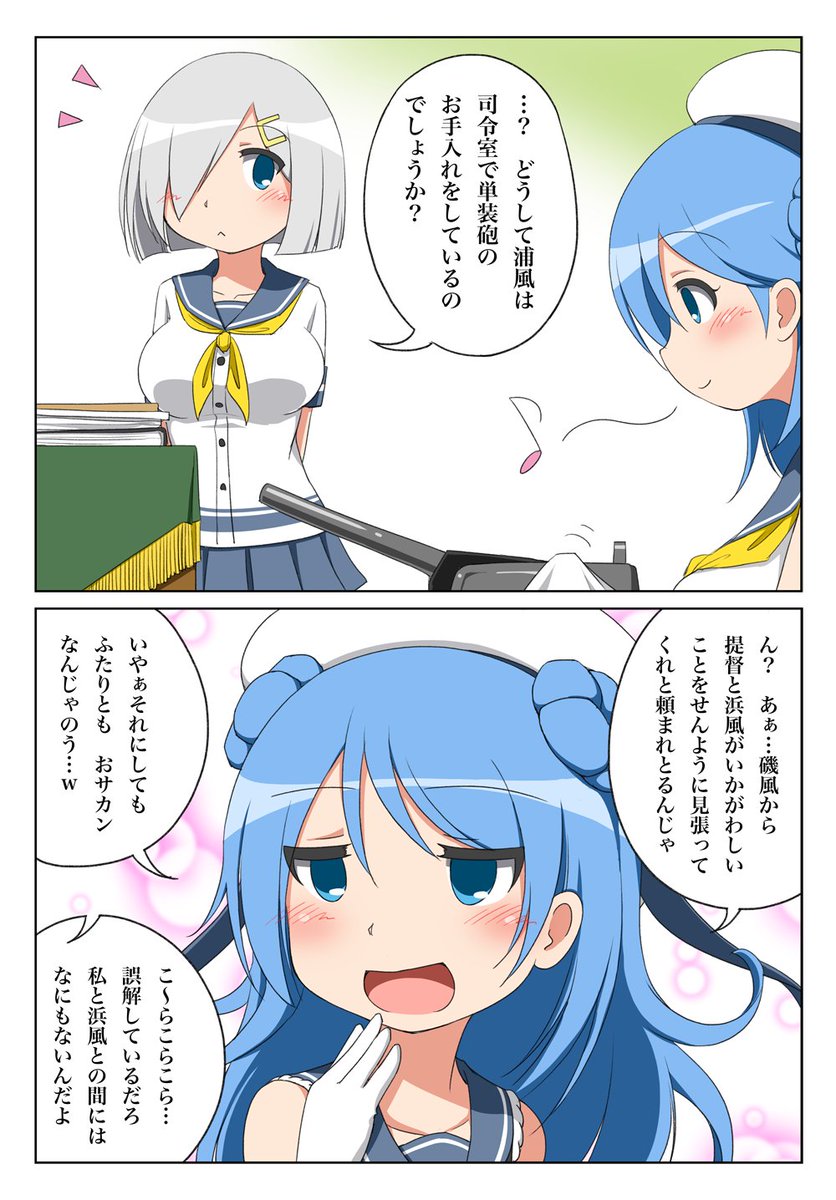 …？　どうして浦風は
司令室で単装砲の
お手入れをしているの
でしょうか？
ん？　あぁ…磯風から
提督と浜風がいかがわしい
ことをせんように見張って
くれと頼まれとるんじゃ
いやぁそれにしても
ふたりとも　おサカン
なんじゃのう…w
こ～らこらこら…
誤解しているだろ
私と浜風との間には
なにもないんだよ